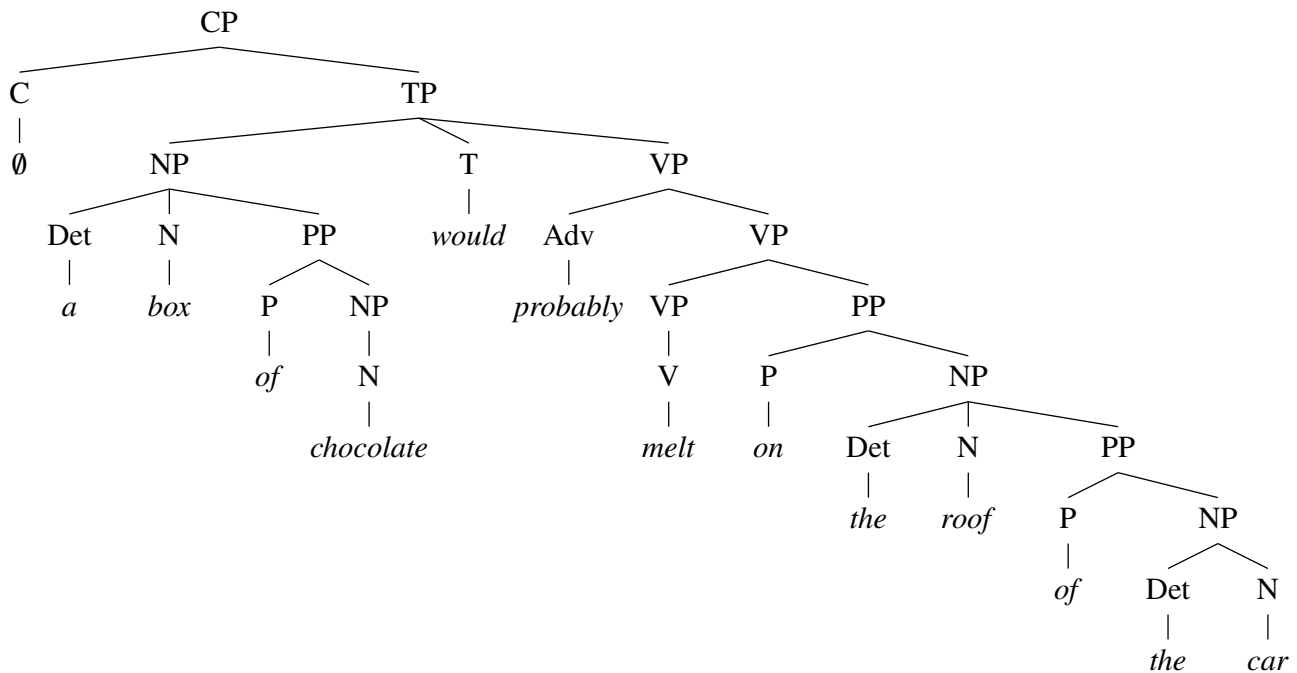 CP
C TP
∅ NP T VP
Det N PP would Adv VP
a box P NP probably VP PP
of N V P NP
chocolate melt on Det N PP
the roof P NP
of Det N
the car